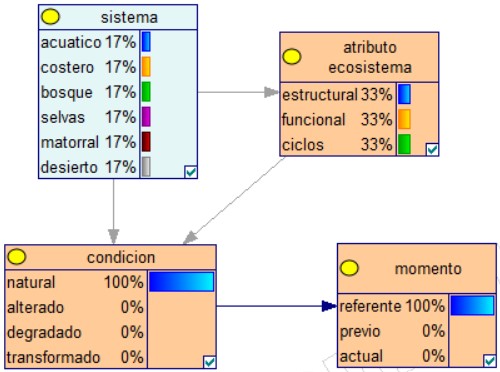 sistema
acuatico 17%
costero 17%
bosque 17%
selvas 17%
matorral 17%
desierto 17%
atributo
ecosistema
estructural 33%
funcional 33%
ciclos 33%
condicion
natural 100%
alterado 0%
degradado 0%
transformado 0%
momento
referente 100%
previo 0%
actual 0%